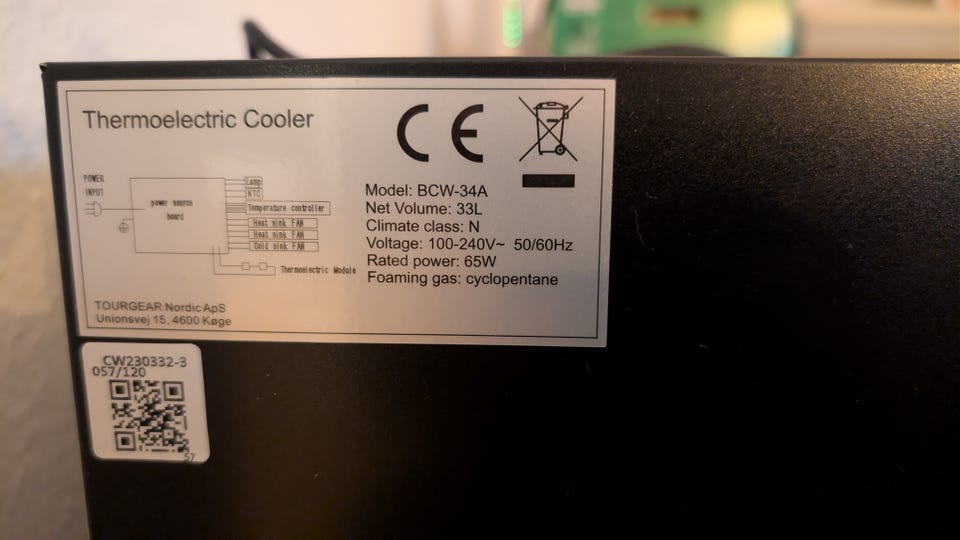 Thermoelectric Cooler
CE
POWER
INPUT
power source
board
Lamp
NTC
Temperature controller
Heat sink FAN
Heat sink FAN
Cold sink FAN
Thermoelectric Module
Model: BCW-34A
Net Volume: 33L
Climate class: N
Voltage: 100-240V~ 50/60Hz
Rated power: 65W
Foaming gas: cyclopentane
TOURGEAR Nordic ApS
Unionsvej 15, 4600 Køge
CW230332-3
057/120
57